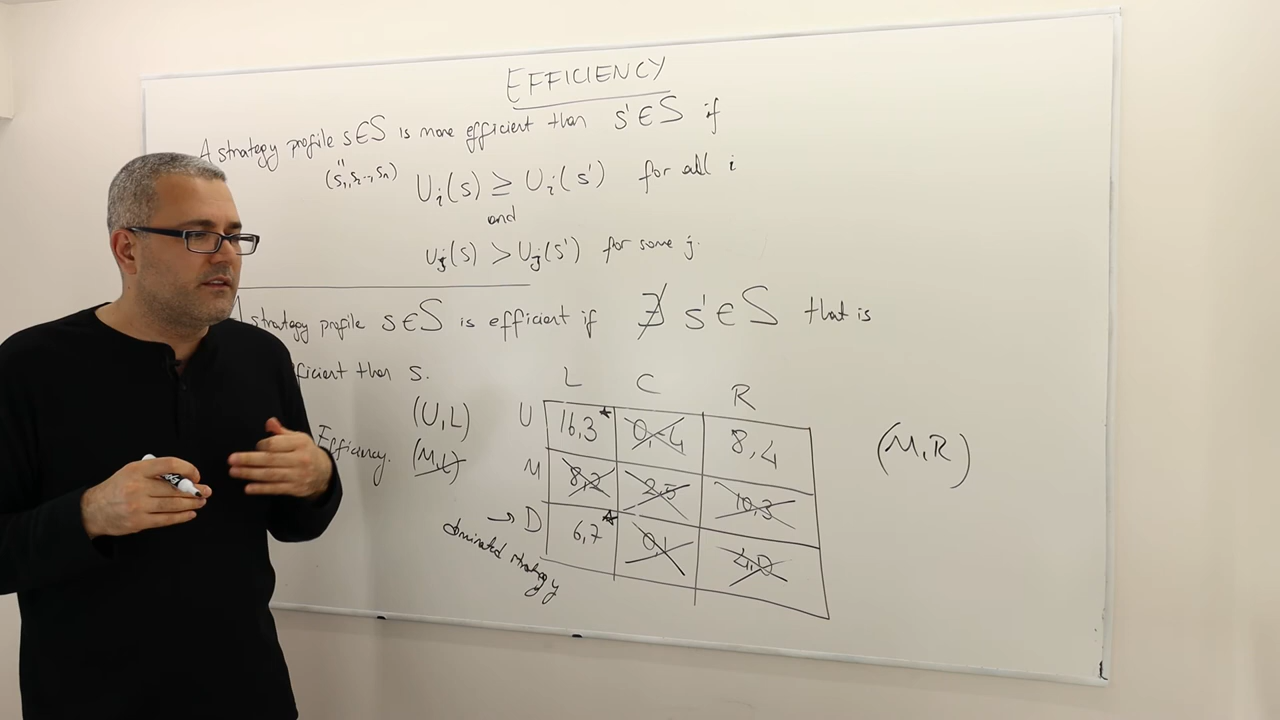 EFFICIENCY
A strategy profile s∈S is more efficient than s'∈S if
"
(s₁,s₂..,sₙ)
Uᵢ(s) ≥ Uᵢ(s') for all i
and
Uⱼ(s) > Uⱼ(s') for some j.
strategy profile s∈S is efficient if ∄ s'∈S that is
ficient than s.
L C R
(U,L) U 16,3* 0,-4 8,4
Efficiency. (M,L) M 8,2 2,5 10,3 (M,R)
→ D 6,7* 0,1 4,0
dominated strategy